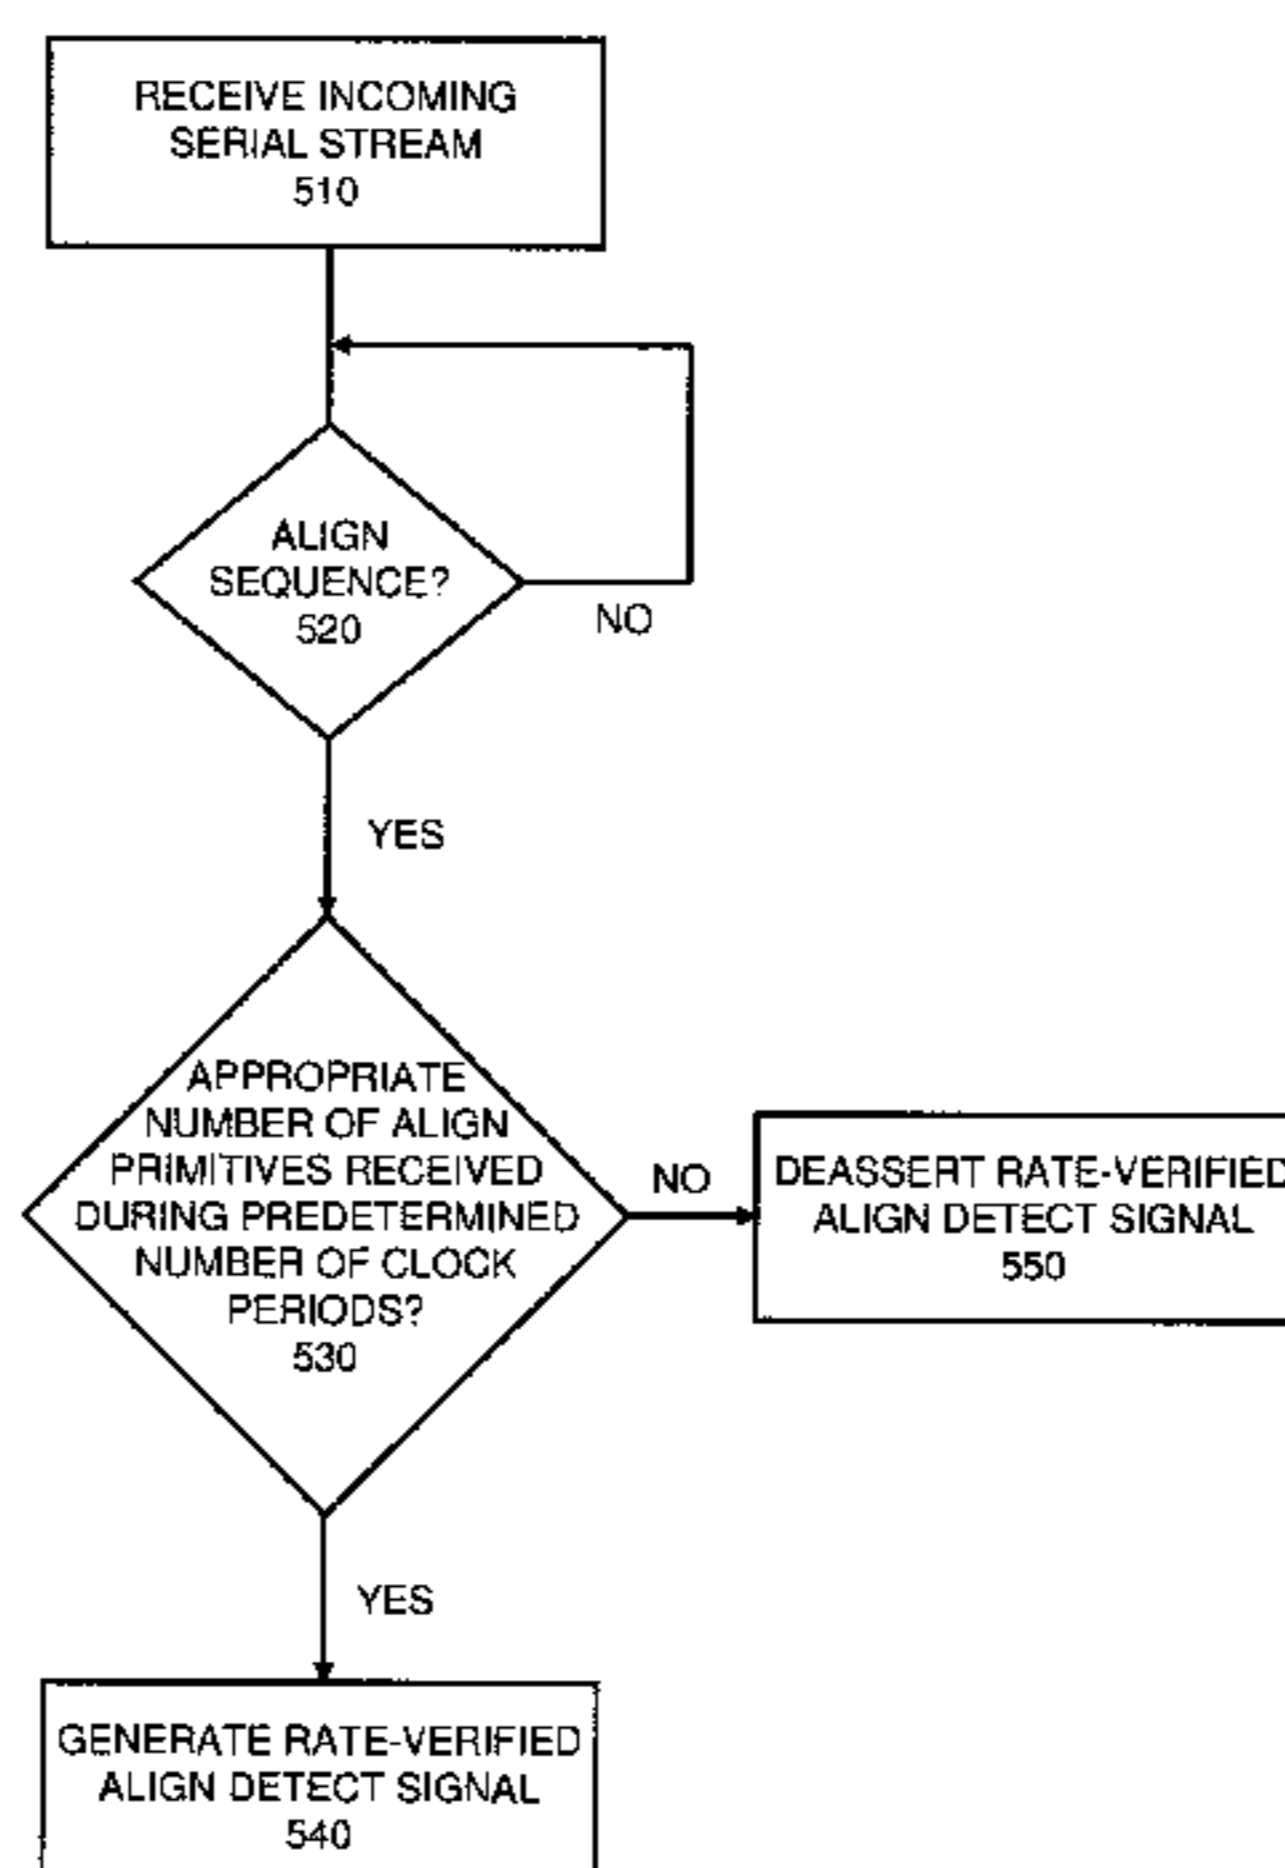 RECEIVE INCOMING
SERIAL STREAM
510
ALIGN
SEQUENCE?
520
NO
YES
APPROPRIATE
NUMBER OF ALIGN
PRIMITIVES RECEIVED
DURING PREDETERMINED
NUMBER OF CLOCK
PERIODS?
530
NO
DEASSERT RATE-VERIFIED
ALIGN DETECT SIGNAL
550
YES
GENERATE RATE-VERIFIED
ALIGN DETECT SIGNAL
540